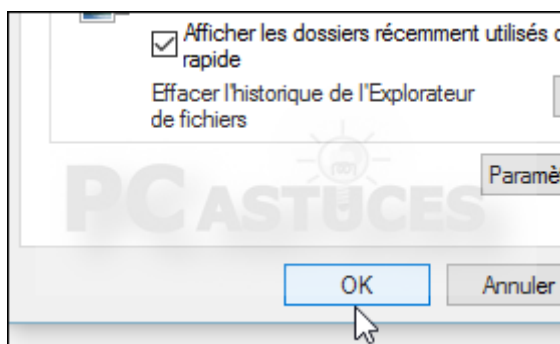 Afficher les dossiers récemment utilisés
rapide
Effacer l'historique de l'Explorateur
de fichiers
PC ASTUCES
OK
Annuler